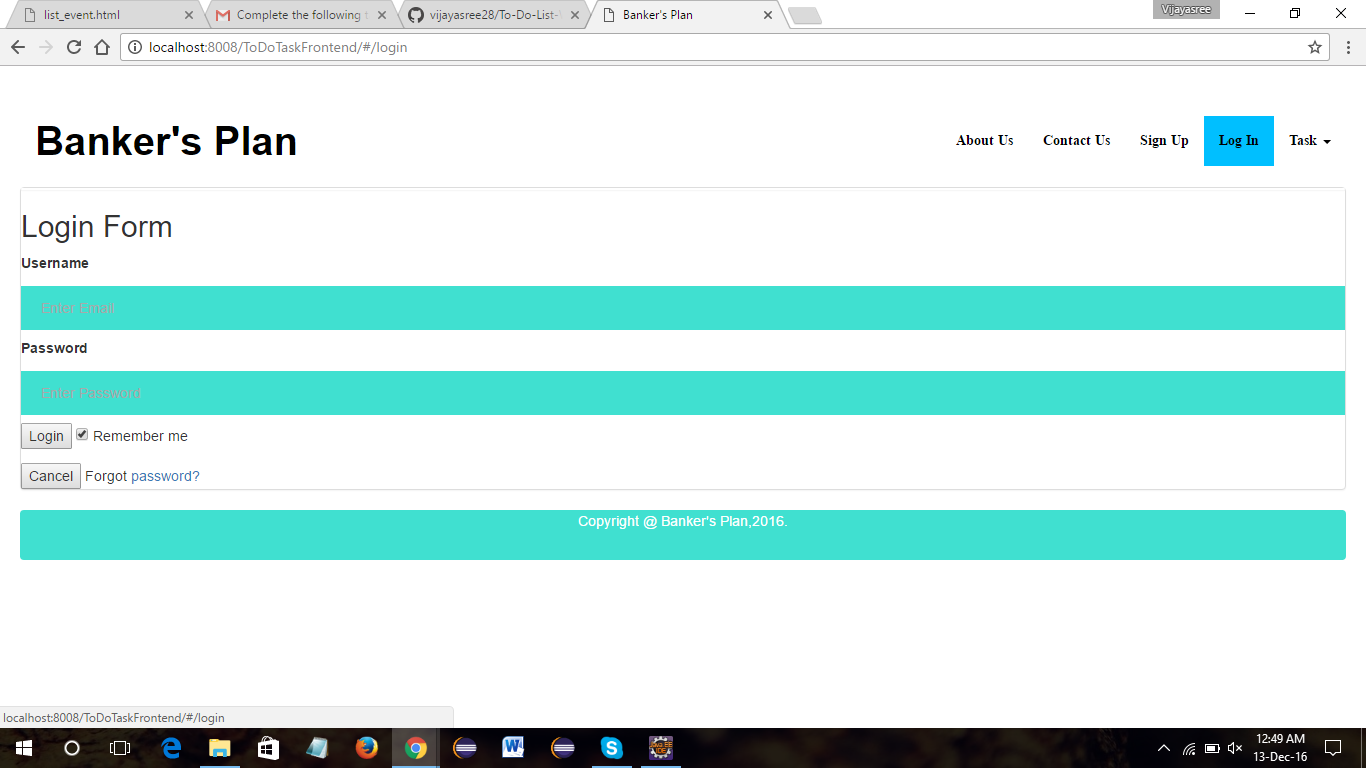 list_event.html
Complete the following t
vijayasree28/To-Do-List-
Banker's Plan
Vijayasree
localhost:8008/ToDoTaskFrontend/#/login
Banker's Plan
About Us
Contact Us
Sign Up
Log In
Task
Login Form
Username
Enter Email
Password
Enter Password
Login
Remember me
Cancel
Forgot password?
Copyright @ Banker's Plan,2016.
localhost:8008/ToDoTaskFrontend/#/login
12:49 AM
13-Dec-16